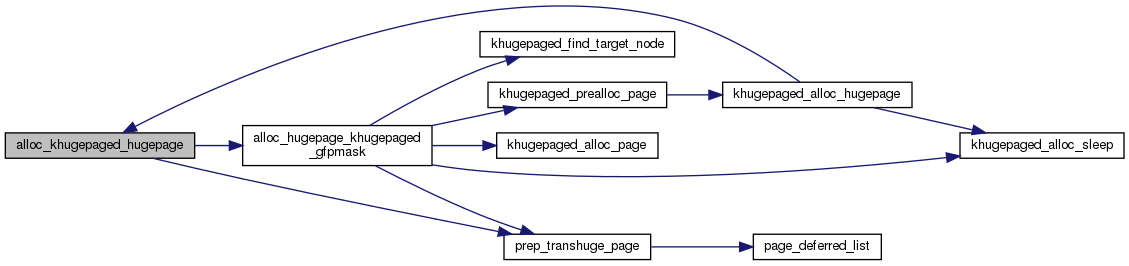 khugepaged_find_target_node
khugepaged_prealloc_page
khugepaged_alloc_hugepage
alloc_khugepaged_hugepage
alloc_hugepage_khugepaged
_gfpmask
khugepaged_alloc_page
khugepaged_alloc_sleep
prep_transhuge_page
page_deferred_list